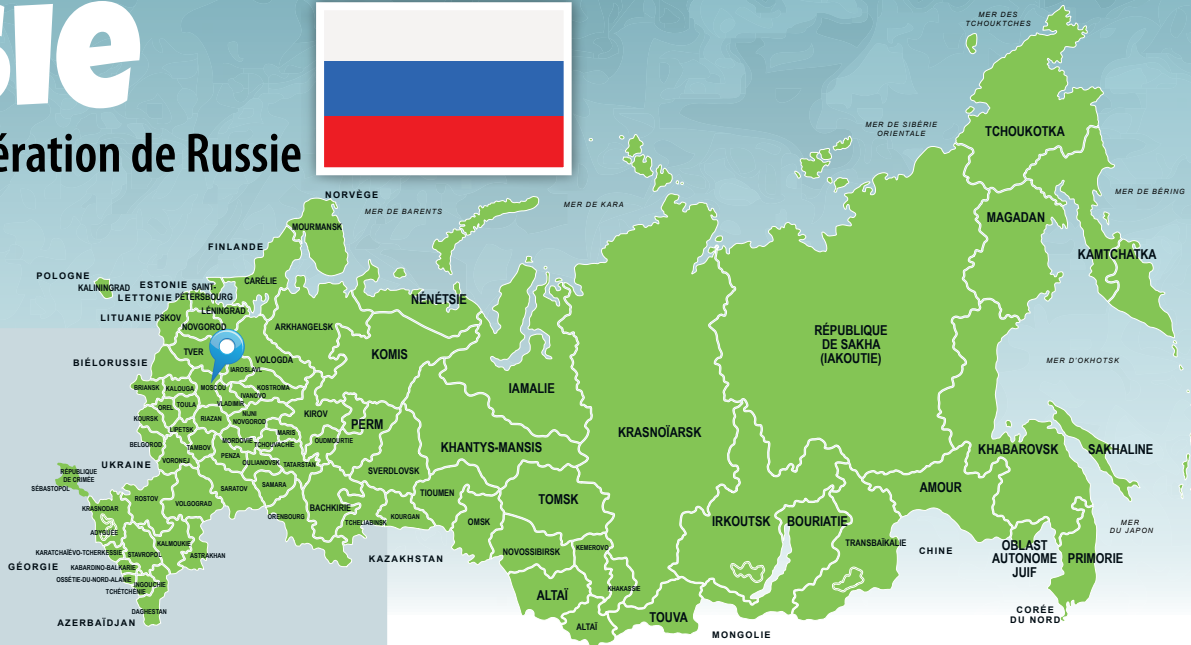 sie
ération de Russie
MER DES
TCHOUKTCHES
MER DE SIBÉRIE
ORIENTALE
TCHOUKOTKA
MER DE BÉRING
NORVÈGE
MER DE BARENTS
MER DE KARA
MAGADAN
MOURMANSK
FINLANDE
KAMTCHATKA
POLOGNE
KALININGRAD
ESTONIE
SAINT-
PÉTERSBOURG
CARÉLIE
LETTONIE
NÉNÉTSIE
LITUANIE
PSKOV
LÉNINGRAD
NOVGOROD
ARKHANGELSK
RÉPUBLIQUE
DE SAKHA
(IAKOUTIE)
TVER
VOLOGDA
KOMIS
BIÉLORUSSIE
IAROSLAVL
MER D'OKHOTSK
BRIANSK
KALOUGA
MOSCOU
KOSTROMA
IVANOVO
IAMALIE
OREL
TOULA
VLADIMIR
KOURSK
RIAZAN
NIJNI
NOVGOROD
KIROV
PERM
LIPETSK
MARIS
KRASNOÏARSK
BELGOROD
TAMBOV
MORDOVIE
TCHOUVACHIE
OUDMOURTIE
KHANTYS-MANSIS
KHABAROVSK
SAKHALINE
UKRAINE
VORONEJ
PENZA
OULIANOVSK
TATARSTAN
SVERDLOVSK
RÉPUBLIQUE
DE CRIMÉE
SÉBASTOPOL
SARATOV
SAMARA
TIOUMEN
TOMSK
AMOUR
ROSTOV
VOLGOGRAD
KRASNODAR
ORENBOURG
BACHKIRIE
TCHELIABINSK
KOURGAN
OMSK
IRKOUTSK
BOURIATIE
MER
DU JAPON
ADYGUÉE
KALMOUKIE
TRANSBAÏKALIE
CHINE
OBLAST
AUTONOME
JUIF
PRIMORIE
KARATCHAÏEVO-TCHERKESSIE
STAVROPOL
ASTRAKHAN
KAZAKHSTAN
NOVOSSIBIRSK
KEMEROVO
GÉORGIE
KABARDINO-BALKARIE
OSSÉTIE-DU-NORD-ALANIE
INGOUCHIE
TCHÉTCHÉNIE
ALTAÏ
KHAKASSIE
DAGHESTAN
AZERBAÏDJAN
ALTAÏ
TOUVA
MONGOLIE
CORÉE
DU NORD